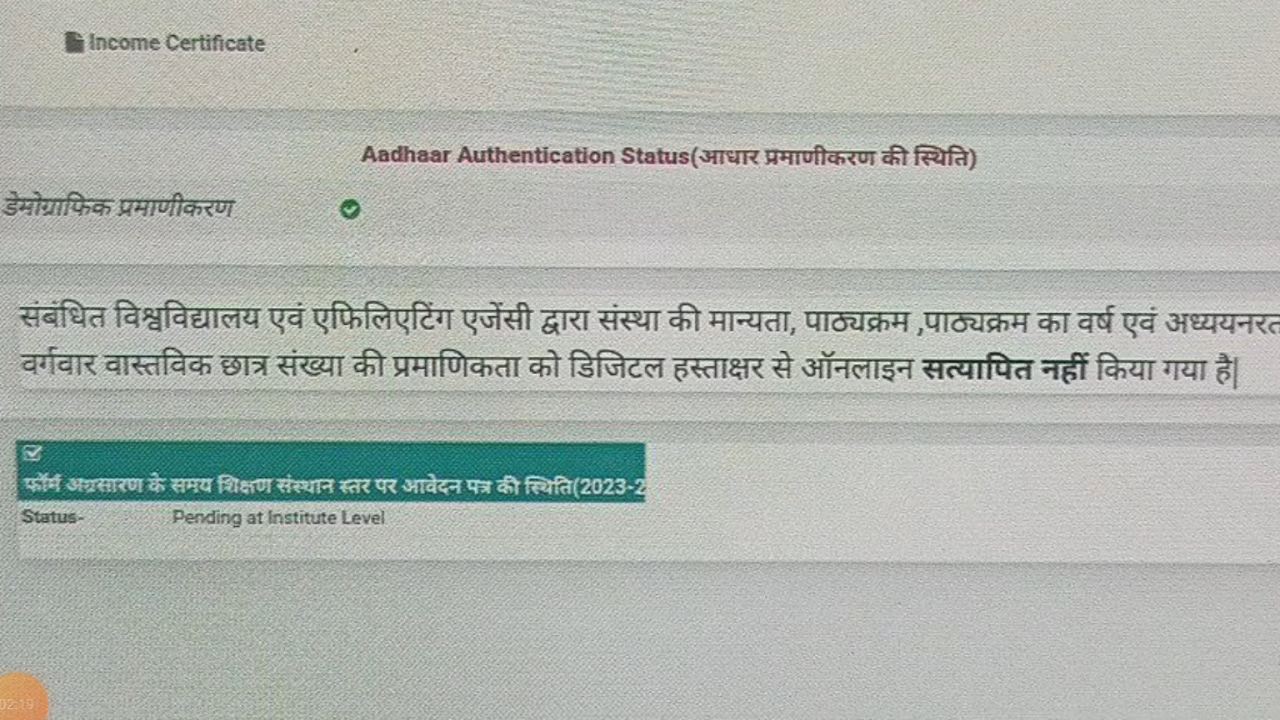 Income Certificate
Aadhaar Authentication Status(आधार प्रमाणीकरण की स्थिति)
डेमोग्राफिक प्रमाणीकरण
संबंधित विश्वविद्यालय एवं एफिलिएटिंग एजेंसी द्वारा संस्था की मान्यता, पाठ्यक्रम ,पाठ्यक्रम का वर्ष एवं अध्ययनरत
वर्गवार वास्तविक छात्र संख्या की प्रमाणिकता को डिजिटल हस्ताक्षर से ऑनलाइन सत्यापित नहीं किया गया है|
फॉर्म अग्रसारण के समय शिक्षण संस्थान स्तर पर आवेदन पत्र की स्थिति(2023-2
Status- Pending at Institute Level
02:19